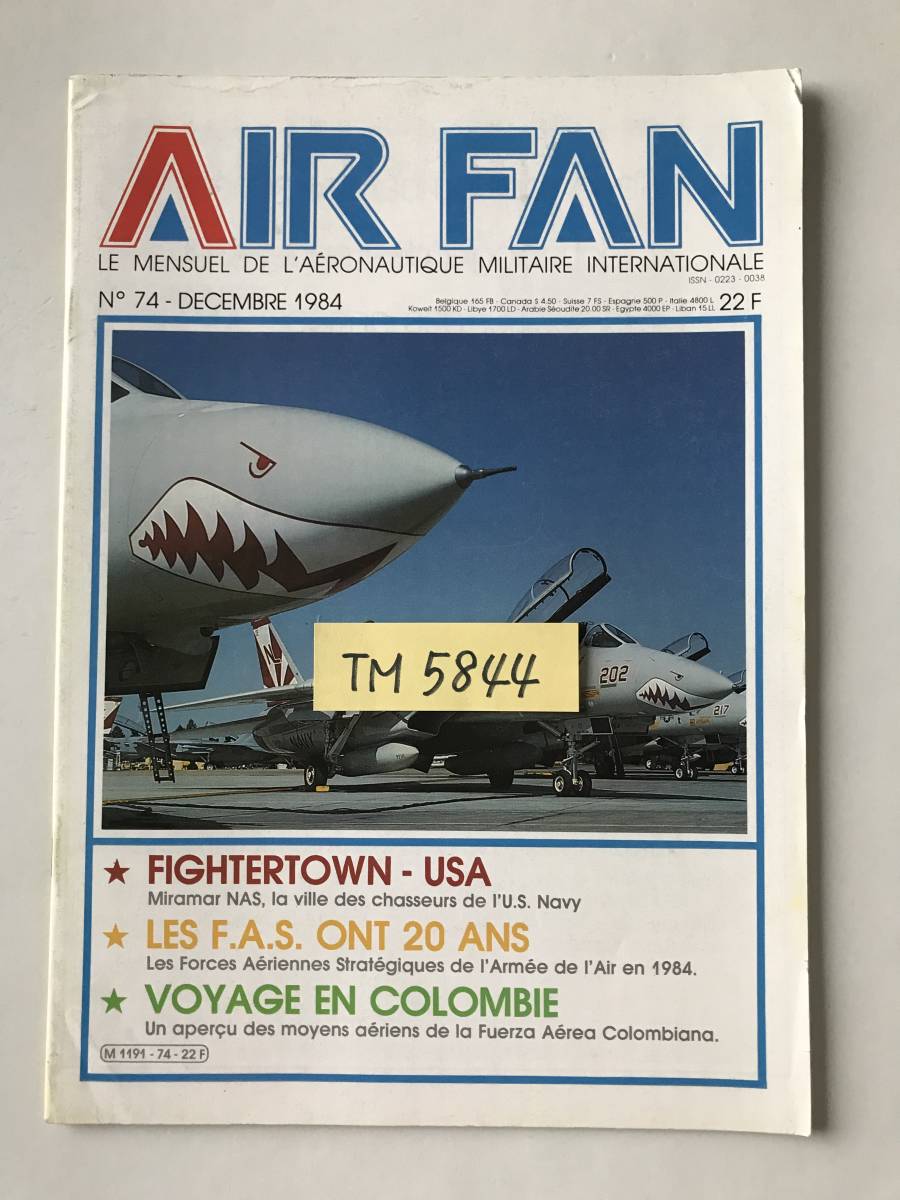 AIR FAN
LE MENSUEL DE L'AÉRONAUTIQUE MILITAIRE INTERNATIONALE
ISSN - 0223 - 0038
N° 74 - DECEMBRE 1984
Belgique 165 FB - Canada $ 4.50 - Suisse 7 FS - Espagne 500 P - Italie 4800 L
Koweit 1500 KD - Libye 1700 LD - Arabie Séoudite 20.00 SR - Egypte 4000 EP - Liban 15 LL
22 F
TM 5844
202
217
★ FIGHTERTOWN - USA
Miramar NAS, la ville des chasseurs de l'U.S. Navy
★ LES F.A.S. ONT 20 ANS
Les Forces Aériennes Stratégiques de l'Armée de l'Air en 1984.
★ VOYAGE EN COLOMBIE
Un aperçu des moyens aériens de la Fuerza Aérea Colombiana.
M 1191 - 74 - 22 F